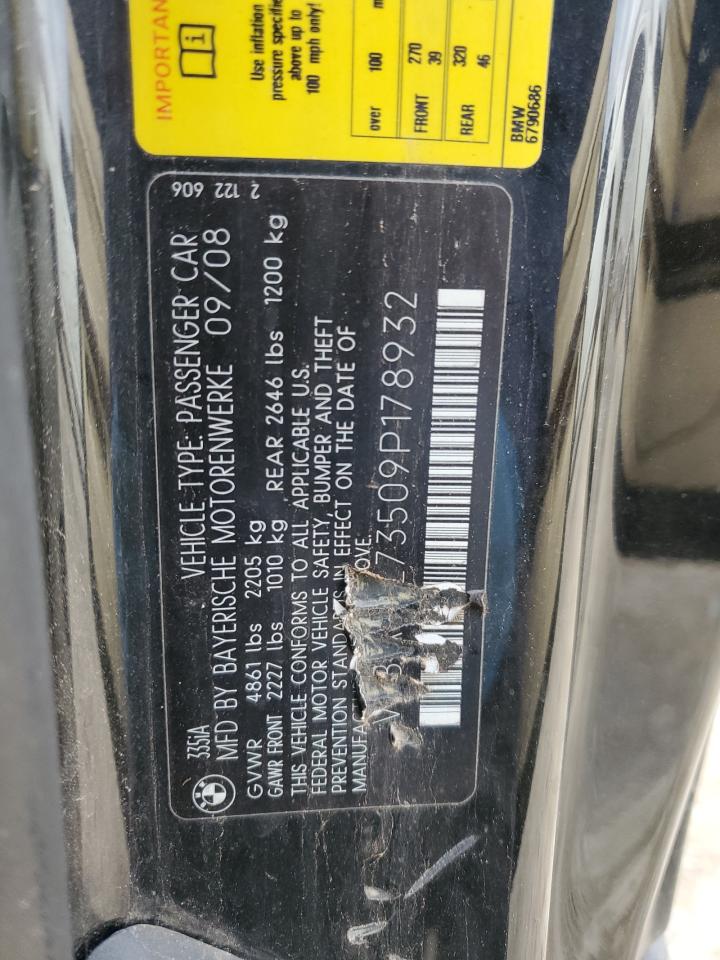 IMPORTAN
Use inflation
pressure specifie
above up to
100 mph only!
over 100 m
FRONT 270
39
REAR 320
46
BMW
6790686
2 122 606
3351A VEHICLE TYPE: PASSENGER CAR
MFD BY BAYERISCHE MOTORENWERKE 09/08
GVWR 4861 lbs 2205 kg
GAWR FRONT 2227 lbs 1010 kg REAR 2646 lbs 1200 kg
THIS VEHICLE CONFORMS TO ALL APPLICABLE U.S.
FEDERAL MOTOR VEHICLE SAFETY, BUMPER AND THEFT
PREVENTION STAND IN EFFECT ON THE DATE OF
MANUFAC OVE.
73509P178932